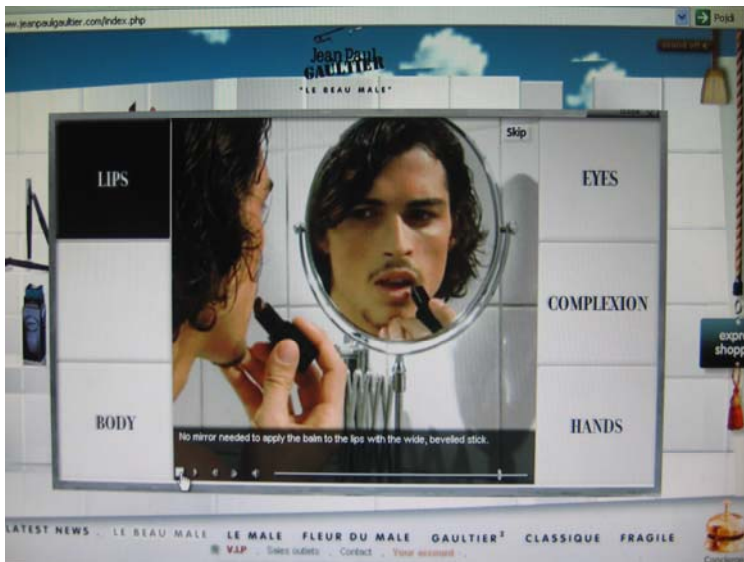 www.jeanpaulgaultier.com/index.php
Pojdi
Jean Paul
GAULTIER
"LE BEAU MALE"
Skip
LIPS
EYES
COMPLEXION
BODY
HANDS
No mirror needed to apply the balm to the lips with the wide, bevelled stick.
LATEST NEWS . LE BEAU MALE LE MALE FLEUR DU MALE GAULTIER² CLASSIQUE FRAGILE
V.I.P . Sales outlets . Contact . Your account .